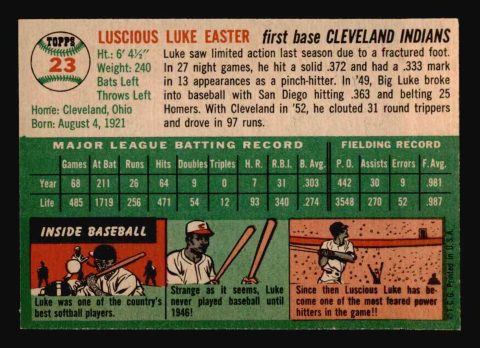 TOPPS
23
LUSCIOUS LUKE EASTER first base CLEVELAND INDIANS
Ht.: 6' 4½"
Weight: 240
Bats Left
Throws Left
Home: Cleveland, Ohio
Born: August 4, 1921
Luke saw limited action last season due to a fractured foot.
In 27 night games, he hit a solid .372 and had a .333 mark
in 13 appearances as a pinch-hitter. In '49, Big Luke broke
into baseball with San Diego hitting .363 and belting 25
Homers. With Cleveland in '52, he clouted 31 round trippers
and drove in 97 runs.
MAJOR LEAGUE BATTING RECORD FIELDING RECORD
Games At Bat Runs Hits Doubles Triples H. R. R.B.I. B. Avg. P. O. Assists Errors F. Avg.
Year 68 211 26 64 9 0 7 31 .303 442 30 9 .981
Life 485 1719 256 471 54 12 93 340 .274 3548 270 52 .987
INSIDE BASEBALL
Luke was one of the country's
best softball players.
Strange as it seems, Luke
never played baseball until
1946!
Since then Luscious Luke has be-
come one of the most feared power
hitters in the game!!
© T. C. G. Printed in U.S.A.